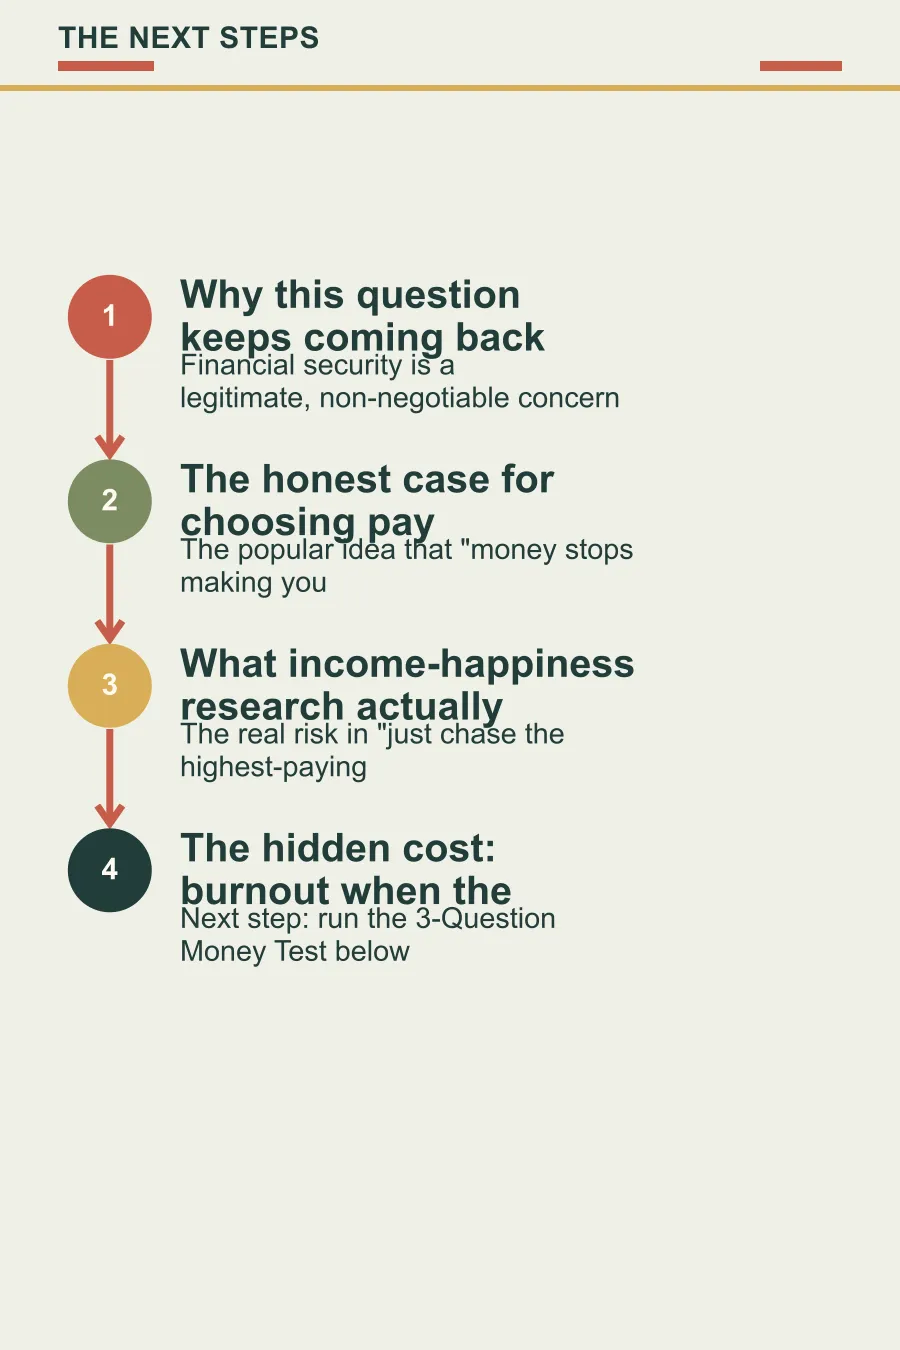 THE NEXT STEPS
1
Why this question
keeps coming back
Financial security is a
legitimate, non-negotiable concern
2
The honest case for
choosing pay
The popular idea that "money stops
making you
3
What income-happiness
research actually
The real risk in "just chase the
highest-paying
4
The hidden cost:
burnout when the
Next step: run the 3-Question
Money Test below